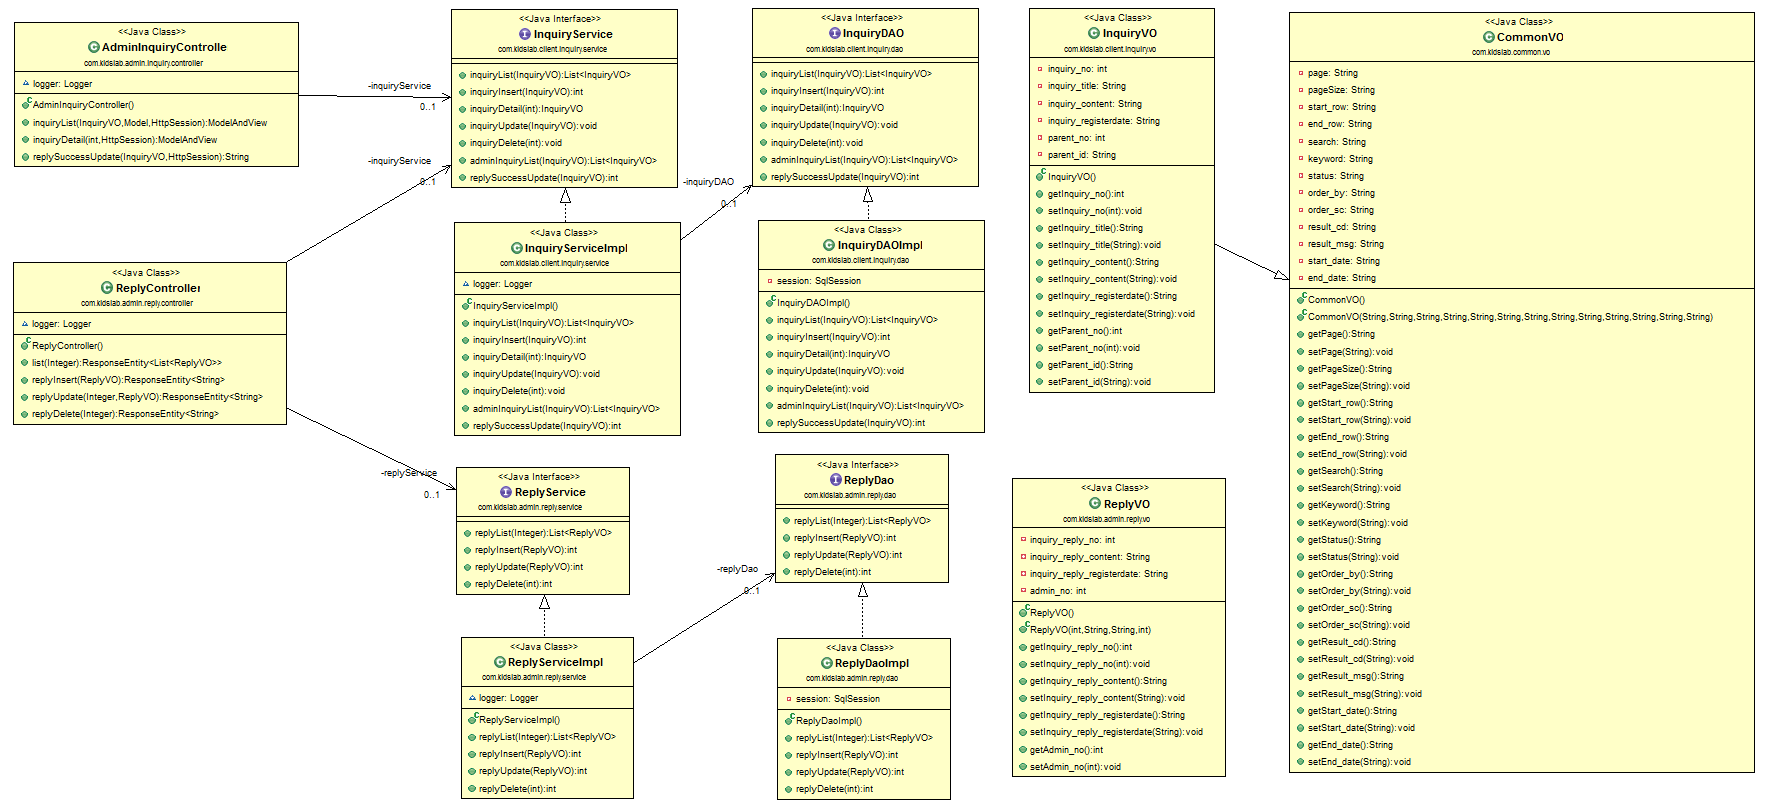 <<Java Class>>
AdminInquiryControlle
com.kidslab.admin.inquiry.controller
logger: Logger
AdminInquiryController()
inquiryList(InquiryVO,Model,HttpSession):ModelAndView
inquiryDetail(int,HttpSession):ModelAndView
replySuccessUpdate(InquiryVO,HttpSession):String
-inquiryService
0..1
<<Java Interface>>
InquiryService
com.kidslab.client.inquiry.service
inquiryList(InquiryVO):List<InquiryVO>
inquiryInsert(InquiryVO):int
inquiryDetail(int):InquiryVO
inquiryUpdate(InquiryVO):void
inquiryDelete(int):void
adminInquiryList(InquiryVO):List<InquiryVO>
replySuccessUpdate(InquiryVO):int
<<Java Interface>>
InquiryDAO
com.kidslab.client.inquiry.dao
inquiryList(InquiryVO):List<InquiryVO>
inquiryInsert(InquiryVO):int
inquiryDetail(int):InquiryVO
inquiryUpdate(InquiryVO):void
inquiryDelete(int):void
adminInquiryList(InquiryVO):List<InquiryVO>
replySuccessUpdate(InquiryVO):int
<<Java Class>>
InquiryVO
com.kidslab.client.inquiry.vo
inquiry_no: int
inquiry_title: String
inquiry_content: String
inquiry_registerdate: String
parent_no: int
parent_id: String
InquiryVO()
getInquiry_no():int
setInquiry_no(int):void
getInquiry_title():String
setInquiry_title(String):void
getInquiry_content():String
setInquiry_content(String):void
getInquiry_registerdate():String
setInquiry_registerdate(String):void
getParent_no():int
setParent_no(int):void
getParent_id():String
setParent_id(String):void
<<Java Class>>
CommonVO
com.kidslab.common.vo
page: String
pageSize: String
start_row: String
end_row: String
search: String
keyword: String
status: String
order_by: String
order_sc: String
result_cd: String
result_msg: String
start_date: String
end_date: String
CommonVO()
CommonVO(String,String,String,String,String,String,String,String,String,String,String,String,String)
getPage():String
setPage(String):void
getPageSize():String
setPageSize(String):void
getStart_row():String
setStart_row(String):void
getEnd_row():String
setEnd_row(String):void
getSearch():String
setSearch(String):void
getKeyword():String
setKeyword(String):void
getStatus():String
setStatus(String):void
getOrder_by():String
setOrder_by(String):void
getOrder_sc():String
setOrder_sc(String):void
getResult_cd():String
setResult_cd(String):void
getResult_msg():String
setResult_msg(String):void
getStart_date():String
setStart_date(String):void
getEnd_date():String
setEnd_date(String):void
-inquiryService
0..1
-inquiryDAO
0..1
<<Java Class>>
InquiryServiceImpl
com.kidslab.client.inquiry.service
logger: Logger
InquiryServiceImpl()
inquiryList(InquiryVO):List<InquiryVO>
inquiryInsert(InquiryVO):int
inquiryDetail(int):InquiryVO
inquiryUpdate(InquiryVO):void
inquiryDelete(int):void
adminInquiryList(InquiryVO):List<InquiryVO>
replySuccessUpdate(InquiryVO):int
<<Java Class>>
InquiryDAOImpl
com.kidslab.client.inquiry.dao
session: SqlSession
InquiryDAOImpl()
inquiryList(InquiryVO):List<InquiryVO>
inquiryInsert(InquiryVO):int
inquiryDetail(int):InquiryVO
inquiryUpdate(InquiryVO):void
inquiryDelete(int):void
adminInquiryList(InquiryVO):List<InquiryVO>
replySuccessUpdate(InquiryVO):int
<<Java Class>>
ReplyController
com.kidslab.admin.reply.controller
logger: Logger
ReplyController()
list(Integer):ResponseEntity<List<ReplyVO>>
replyInsert(ReplyVO):ResponseEntity<String>
replyUpdate(Integer,ReplyVO):ResponseEntity<String>
replyDelete(Integer):ResponseEntity<String>
-replyService
0..1
<<Java Interface>>
ReplyService
com.kidslab.admin.reply.service
replyList(Integer):List<ReplyVO>
replyInsert(ReplyVO):int
replyUpdate(ReplyVO):int
replyDelete(int):int
<<Java Interface>>
ReplyDao
com.kidslab.admin.reply.dao
replyList(Integer):List<ReplyVO>
replyInsert(ReplyVO):int
replyUpdate(ReplyVO):int
replyDelete(int):int
-replyDao
0..1
<<Java Class>>
ReplyServiceImpl
com.kidslab.admin.reply.service
logger: Logger
ReplyServiceImpl()
replyList(Integer):List<ReplyVO>
replyInsert(ReplyVO):int
replyUpdate(ReplyVO):int
replyDelete(int):int
<<Java Class>>
ReplyDaoImpl
com.kidslab.admin.reply.dao
session: SqlSession
ReplyDaoImpl()
replyList(Integer):List<ReplyVO>
replyInsert(ReplyVO):int
replyUpdate(ReplyVO):int
replyDelete(int):int
<<Java Class>>
ReplyVO
com.kidslab.admin.reply.vo
inquiry_reply_no: int
inquiry_reply_content: String
inquiry_reply_registerdate: String
admin_no: int
ReplyVO()
ReplyVO(int,String,String,int)
getInquiry_reply_no():int
setInquiry_reply_no(int):void
getInquiry_reply_content():String
setInquiry_reply_content(String):void
getInquiry_reply_registerdate():String
setInquiry_reply_registerdate(String):void
getAdmin_no():int
setAdmin_no(int):void